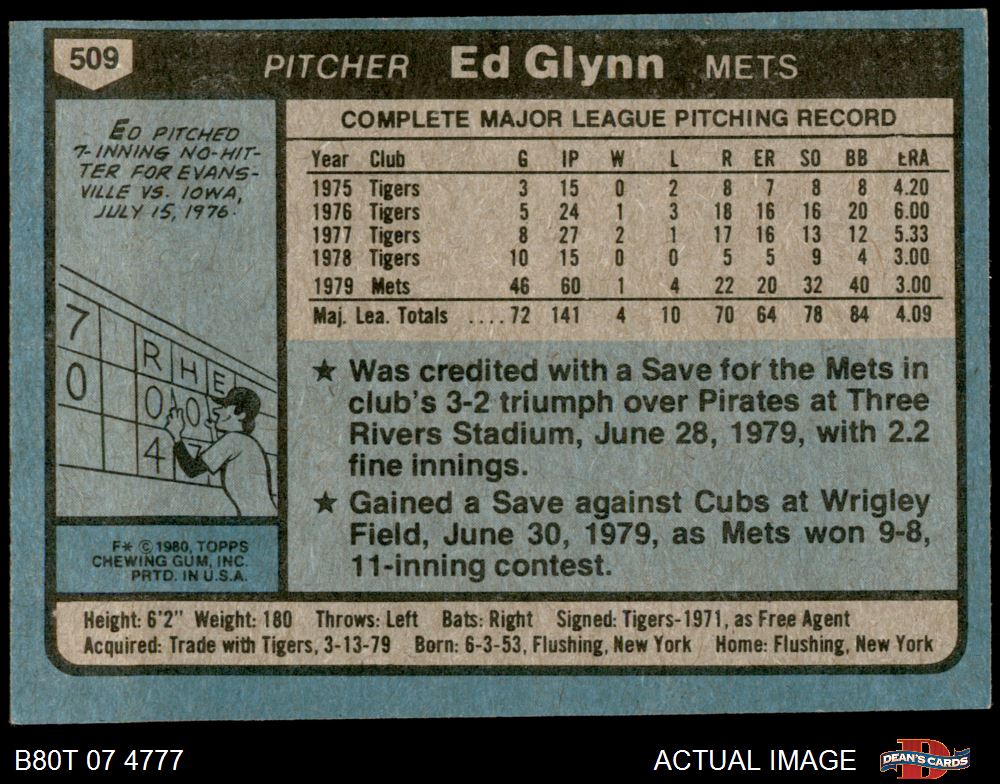 509
PITCHER Ed Glynn METS
ED PITCHED
7-INNING NO-HIT-
TER FOR EVANS-
VILLE VS. IOWA,
JULY 15, 1976.
7 R H E
0 0 0
4
F* © 1980, TOPPS
CHEWING GUM, INC.
PRTD. IN U.S.A.
COMPLETE MAJOR LEAGUE PITCHING RECORD
Year Club G IP W L R ER SO BB ERA
1975 Tigers 3 15 0 2 8 7 8 8 4.20
1976 Tigers 5 24 1 3 18 16 16 20 6.00
1977 Tigers 8 27 2 1 17 16 13 12 5.33
1978 Tigers 10 15 0 0 5 5 9 4 3.00
1979 Mets 46 60 1 4 22 20 32 40 3.00
Maj. Lea. Totals ....72 141 4 10 70 64 78 84 4.09
★ Was credited with a Save for the Mets in
club's 3-2 triumph over Pirates at Three
Rivers Stadium, June 28, 1979, with 2.2
fine innings.
★ Gained a Save against Cubs at Wrigley
Field, June 30, 1979, as Mets won 9-8,
11-inning contest.
Height: 6'2" Weight: 180 Throws: Left Bats: Right Signed: Tigers-1971, as Free Agent
Acquired: Trade with Tigers, 3-13-79 Born: 6-3-53, Flushing, New York Home: Flushing, New York
B80T 07 4777 ACTUAL IMAGE
D
DEAN'S CARDS